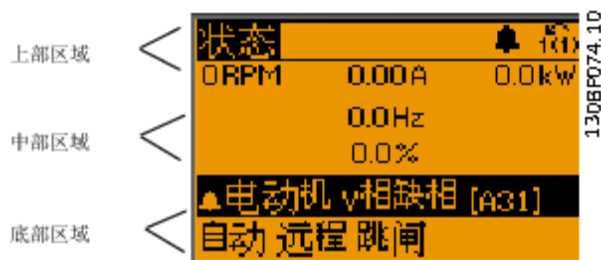 上部区域
状态 1(1)
0RPM 0.00A 0.0kW
中部区域
0.0Hz
0.0%
电动机 v相缺相 [A31]
底部区域
自动 远程 跳闸
130BP074.10